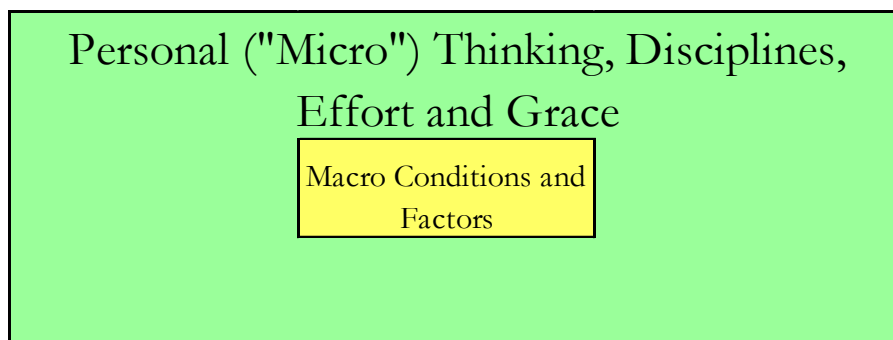 Personal ("Micro") Thinking, Disciplines,
Effort and Grace
Macro Conditions and
Factors